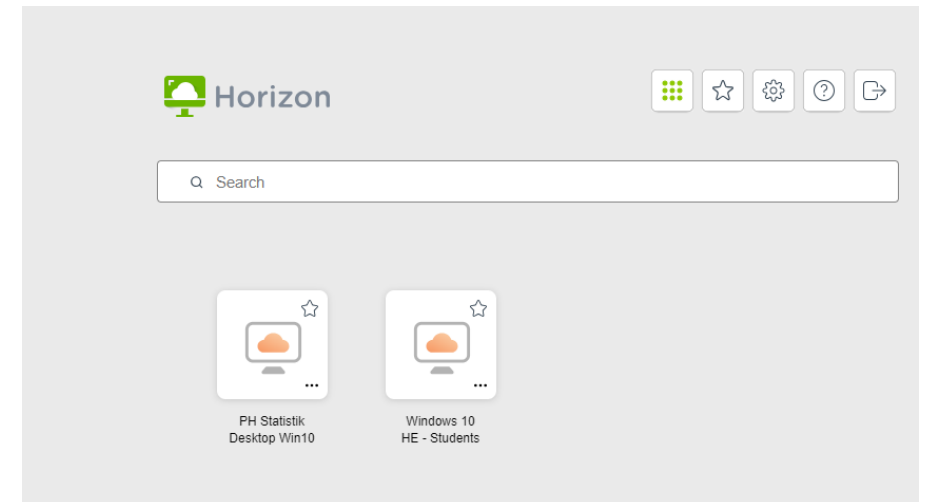 Horizon
Search
PH Statistik
Desktop Win10
Windows 10
HE - Students